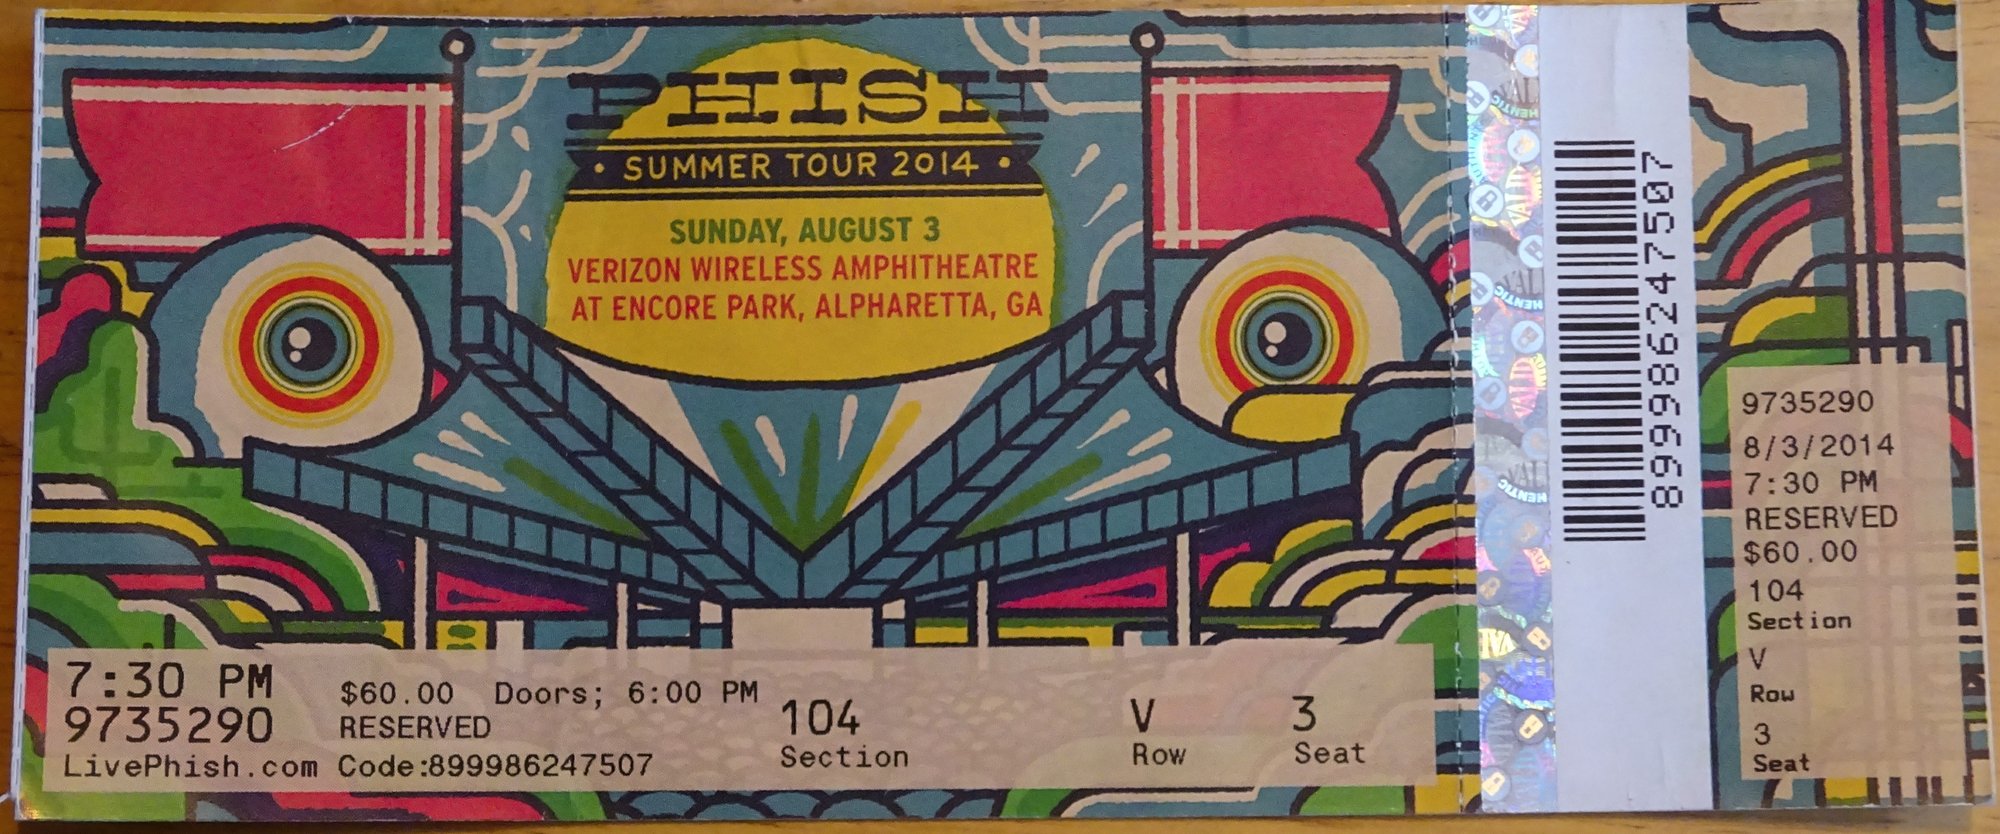 PHISH
• SUMMER TOUR 2014 •
SUNDAY, AUGUST 3
VERIZON WIRELESS AMPHITHEATRE
AT ENCORE PARK, ALPHARETTA, GA
7:30 PM
9735290
LivePhish.com Code:899986247507
$60.00 Doors; 6:00 PM
RESERVED
104
Section
V
Row
3
Seat
VALID
899986247507
9735290
8/3/2014
7:30 PM
RESERVED
$60.00
104
Section
V
Row
3
Seat